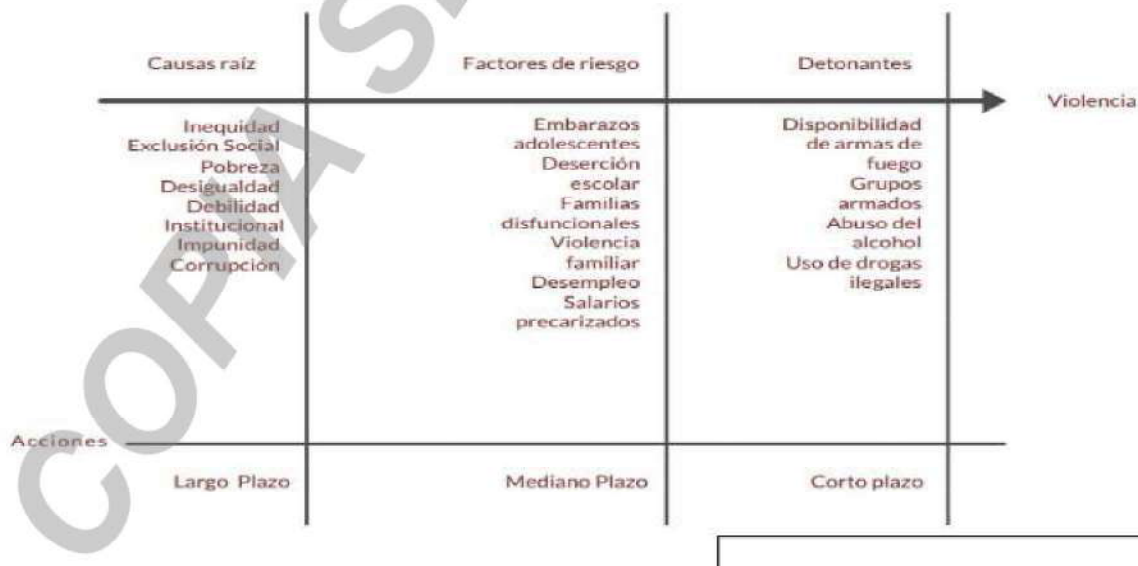 Causas raíz
Factores de riesgo
Detonantes
Violencia
Inequidad
Exclusión Social
Pobreza
Desigualdad
Debilidad
Institucional
Impunidad
Corrupción
Embarazos
adolescentes
Deserción
escolar
Familias
disfuncionales
Violencia
familiar
Desempleo
Salarios
precarizados
Disponibilidad
de armas de
fuego
Grupos
armados
Abuso del
alcohol
Uso de drogas
ilegales
Acciones
Largo Plazo
Mediano Plazo
Corto plazo
COPIA